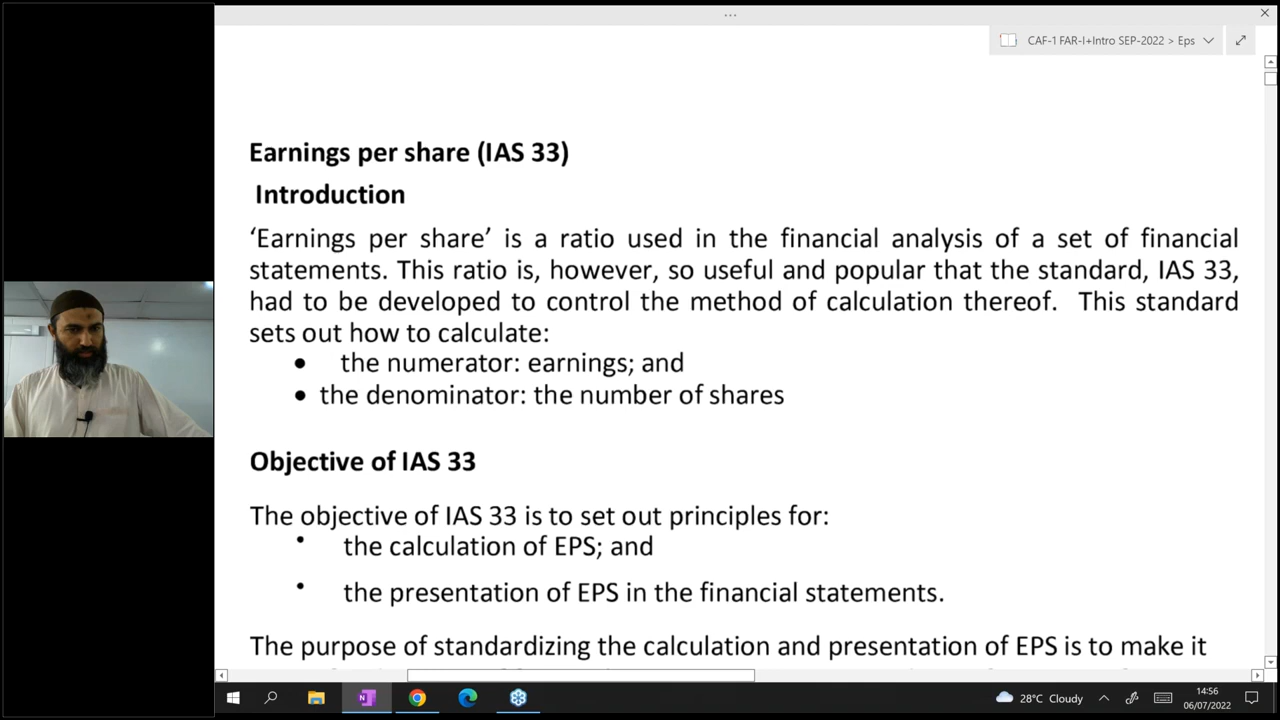 CAF-1 FAR-I+Intro SEP-2022 > Eps
Earnings per share (IAS 33)
Introduction
‘Earnings per share’ is a ratio used in the financial analysis of a set of financial
statements. This ratio is, however, so useful and popular that the standard, IAS 33,
had to be developed to control the method of calculation thereof. This standard
sets out how to calculate:
• the numerator: earnings; and
• the denominator: the number of shares
Objective of IAS 33
The objective of IAS 33 is to set out principles for:
• the calculation of EPS; and
• the presentation of EPS in the financial statements.
The purpose of standardizing the calculation and presentation of EPS is to make it
28°C Cloudy
14:56
06/07/2022